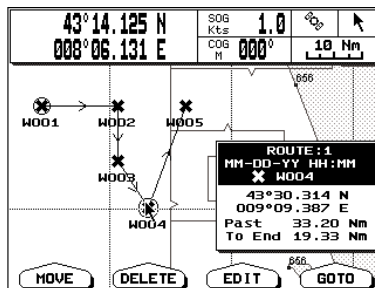 43°14.125 N
008°06.131 E
SOG Kts 1.0
COG M 000°
10 Nm
656
W001 W002 W005
W003
W004
ROUTE:1
MM-DD-YY HH:MM
W004
43°30.314 N
009°09.387 E
Past 33.20 Nm
To End 19.33 Nm
656
MOVE DELETE EDIT GOTO